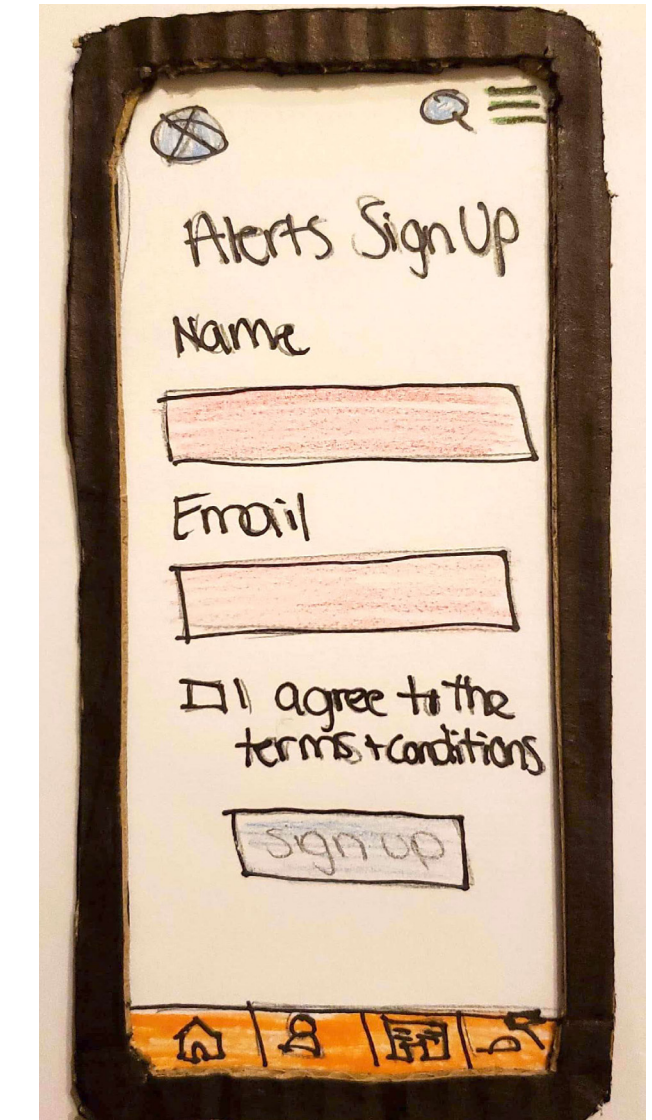 Alerts Sign Up
Name
Email
I agree to the
terms + conditions
sign up